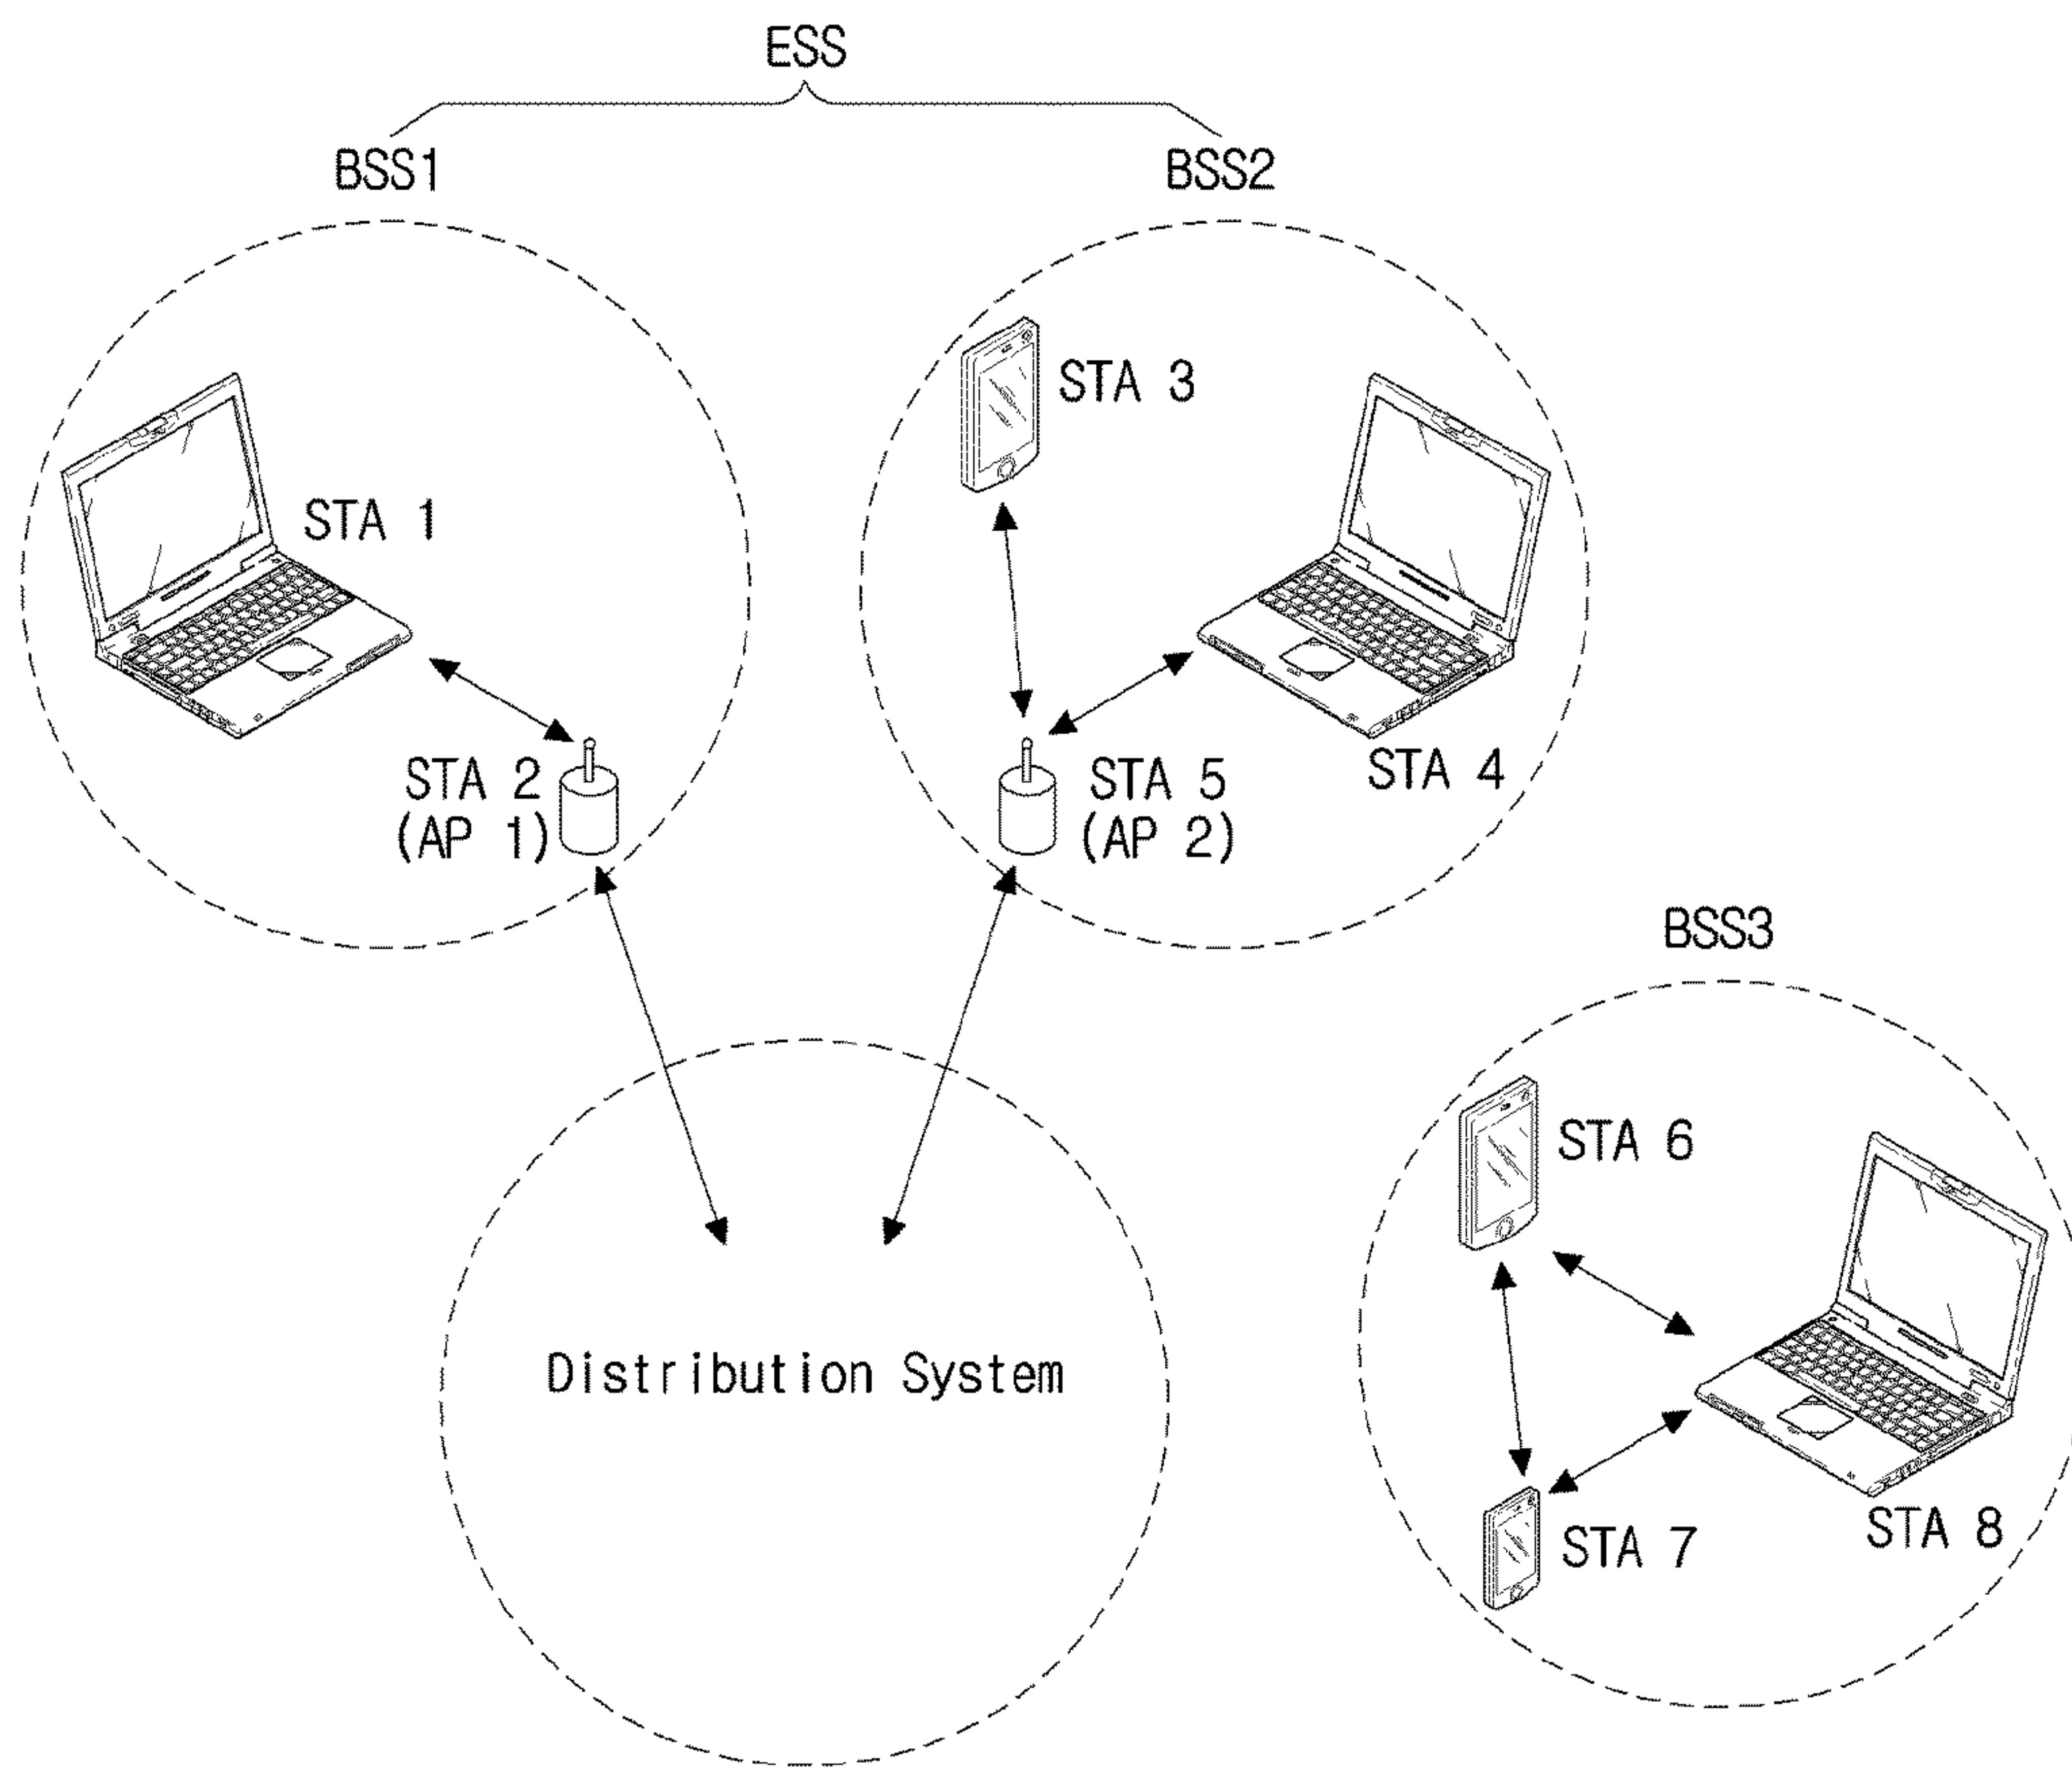 ESS
BSS1
BSS2
STA 3
STA 1
STA 2
(AP 1)
STA 5
(AP 2)
STA 4
BSS3
STA 6
Distribution System
STA 7
STA 8